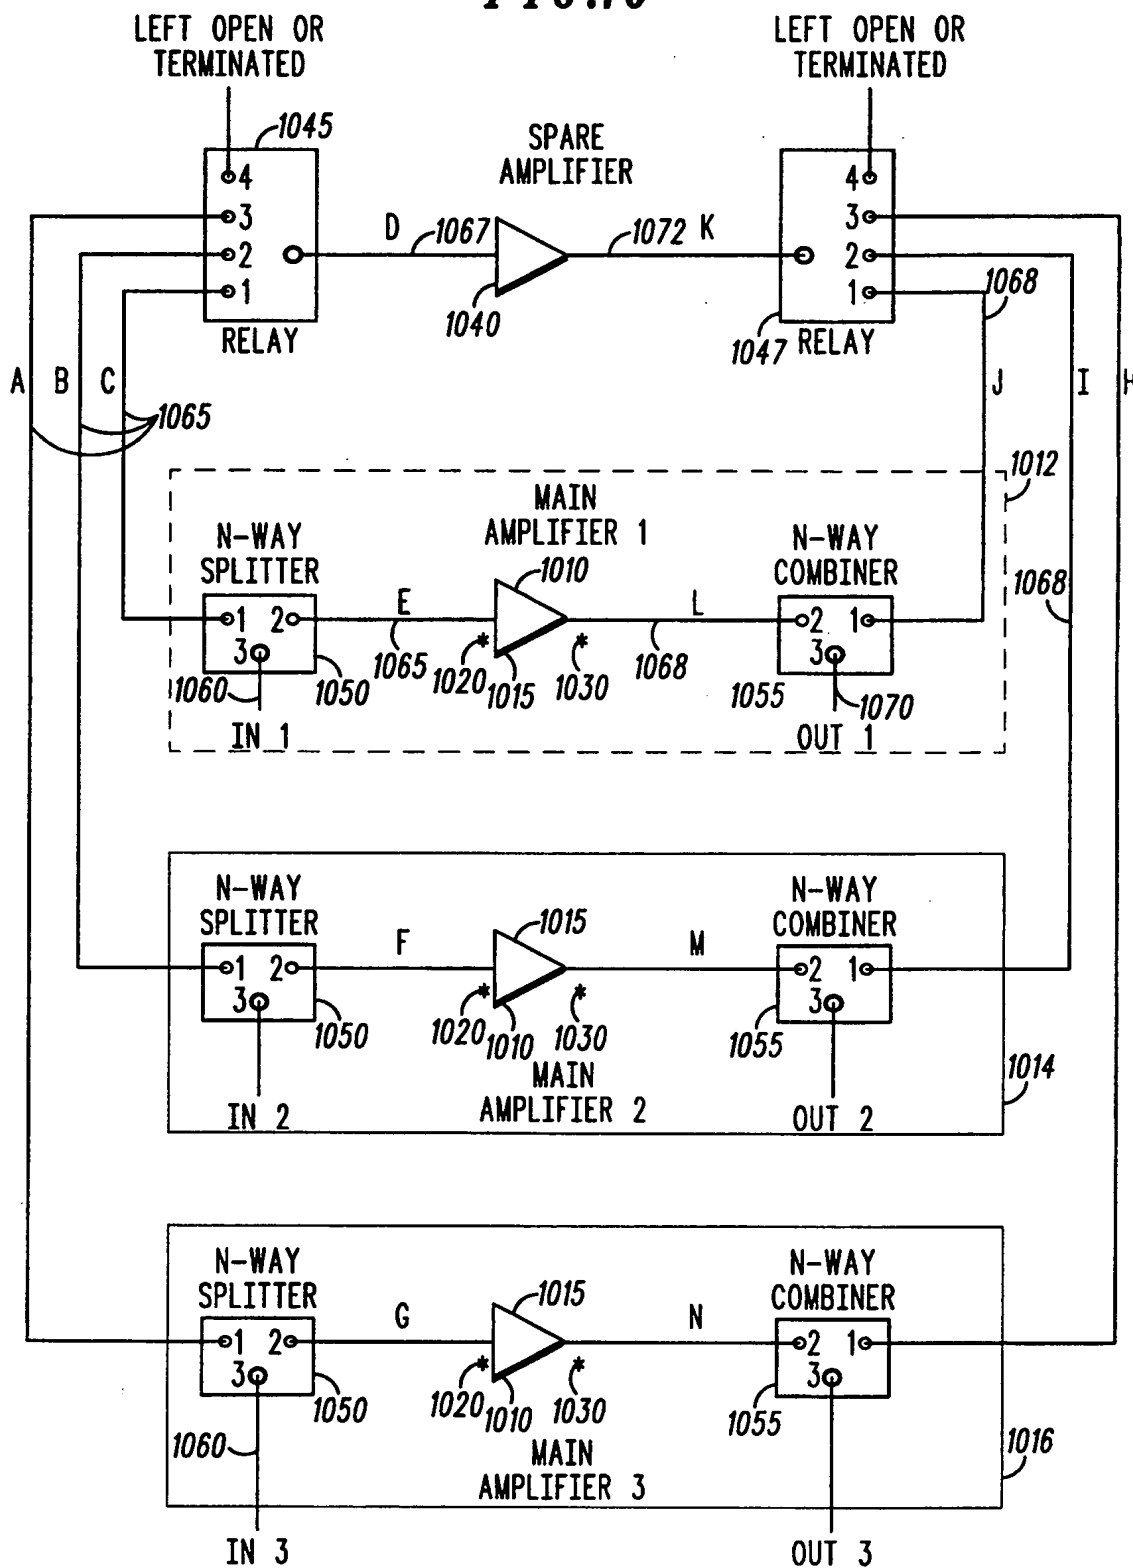 FIG.10
LEFT OPEN OR
TERMINATED
LEFT OPEN OR
TERMINATED
1045
SPARE
AMPLIFIER
4
3
2
1
RELAY
D
1067
1040
1072
K
4
3
2
1
1047
RELAY
1068
A
B
C
1065
J
I
H
1012
MAIN
AMPLIFIER 1
N-WAY
SPLITTER
1010
N-WAY
COMBINER
1068
1
2
3
E
1065
*
1020
1015
*
1030
L
1068
2
1
3
1060
1050
1055
1070
IN 1
OUT 1
N-WAY
SPLITTER
1015
N-WAY
COMBINER
1
2
3
F
M
2
1
3
1050
*
1020
1010
*
1030
1055
MAIN
AMPLIFIER 2
1014
IN 2
OUT 2
N-WAY
SPLITTER
1015
N-WAY
COMBINER
1
2
3
G
N
2
1
3
1050
*
1020
1010
*
1030
1055
1060
MAIN
AMPLIFIER 3
1016
IN 3
OUT 3